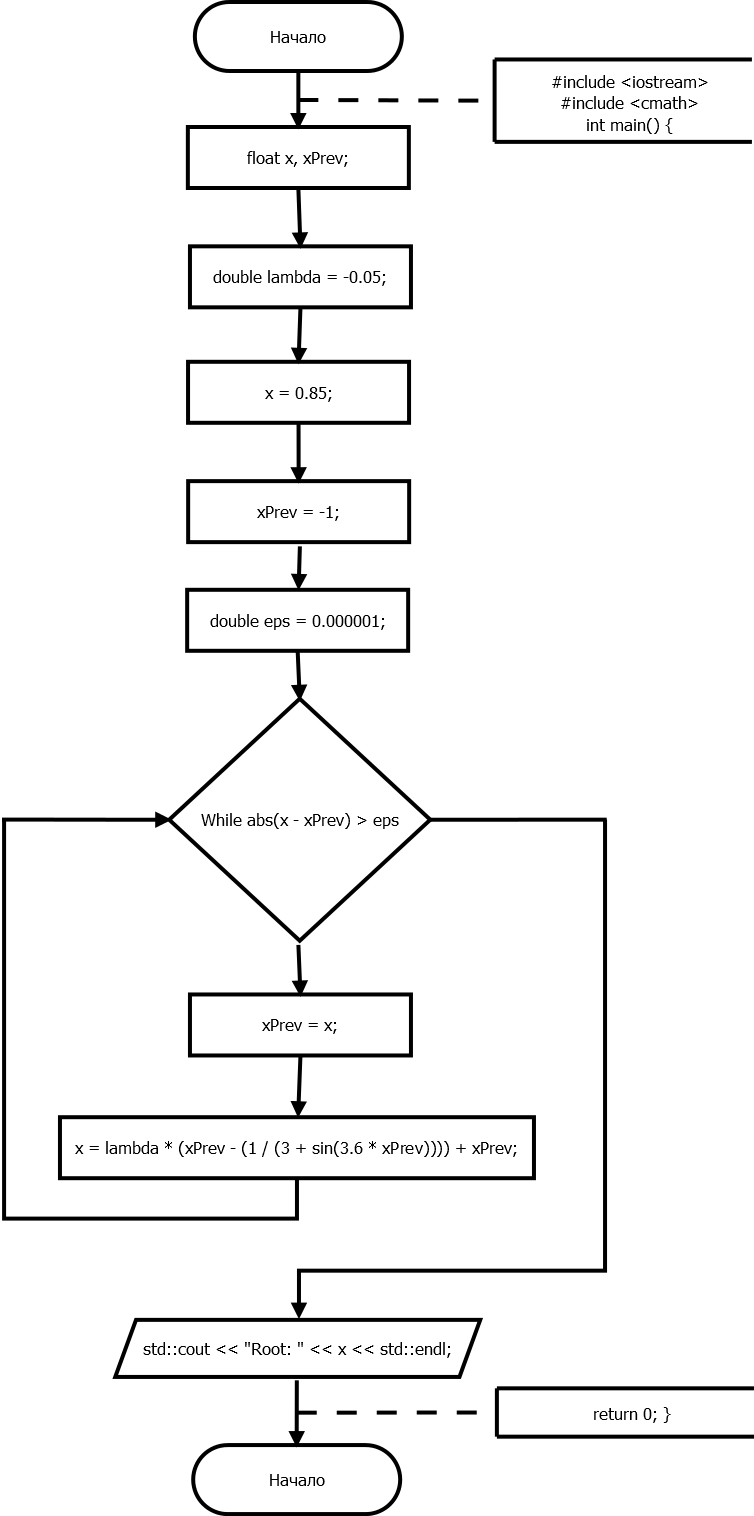 Начало
#include <iostream>
#include <cmath>
int main() {
float x, xPrev;
double lambda = -0.05;
x = 0.85;
xPrev = -1;
double eps = 0.000001;
While abs(x - xPrev) > eps
xPrev = x;
x = lambda * (xPrev - (1 / (3 + sin(3.6 * xPrev)))) + xPrev;
std::cout << "Root: " << x << std::endl;
return 0; }
Начало